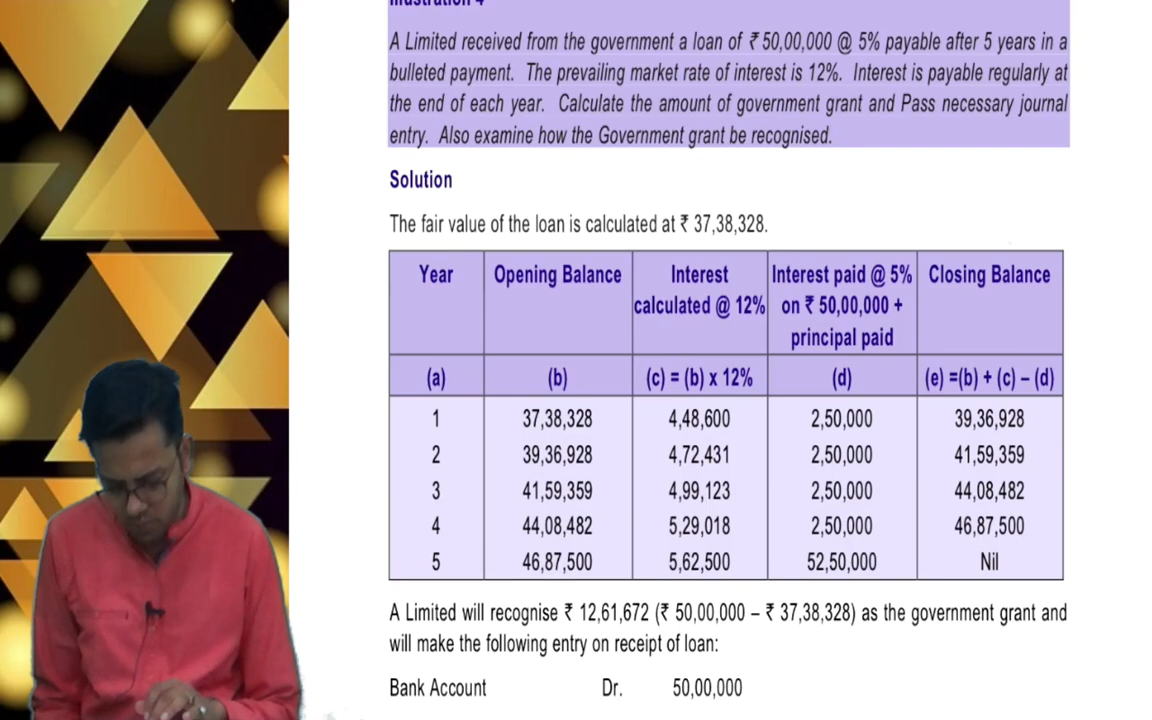 Illustration 4
A Limited received from the government a loan of ₹ 50,00,000 @ 5% payable after 5 years in a
bulleted payment. The prevailing market rate of interest is 12%. Interest is payable regularly at
the end of each year. Calculate the amount of government grant and Pass necessary journal
entry. Also examine how the Government grant be recognised.
Solution
The fair value of the loan is calculated at ₹ 37,38,328.
Year Opening Balance Interest calculated @ 12% Interest paid @ 5% on ₹ 50,00,000 + principal paid Closing Balance
(a) (b) (c) = (b) x 12% (d) (e) =(b) + (c) – (d)
1 37,38,328 4,48,600 2,50,000 39,36,928
2 39,36,928 4,72,431 2,50,000 41,59,359
3 41,59,359 4,99,123 2,50,000 44,08,482
4 44,08,482 5,29,018 2,50,000 46,87,500
5 46,87,500 5,62,500 52,50,000 Nil
A Limited will recognise ₹ 12,61,672 (₹ 50,00,000 – ₹ 37,38,328) as the government grant and
will make the following entry on receipt of loan:
Bank Account Dr. 50,00,000